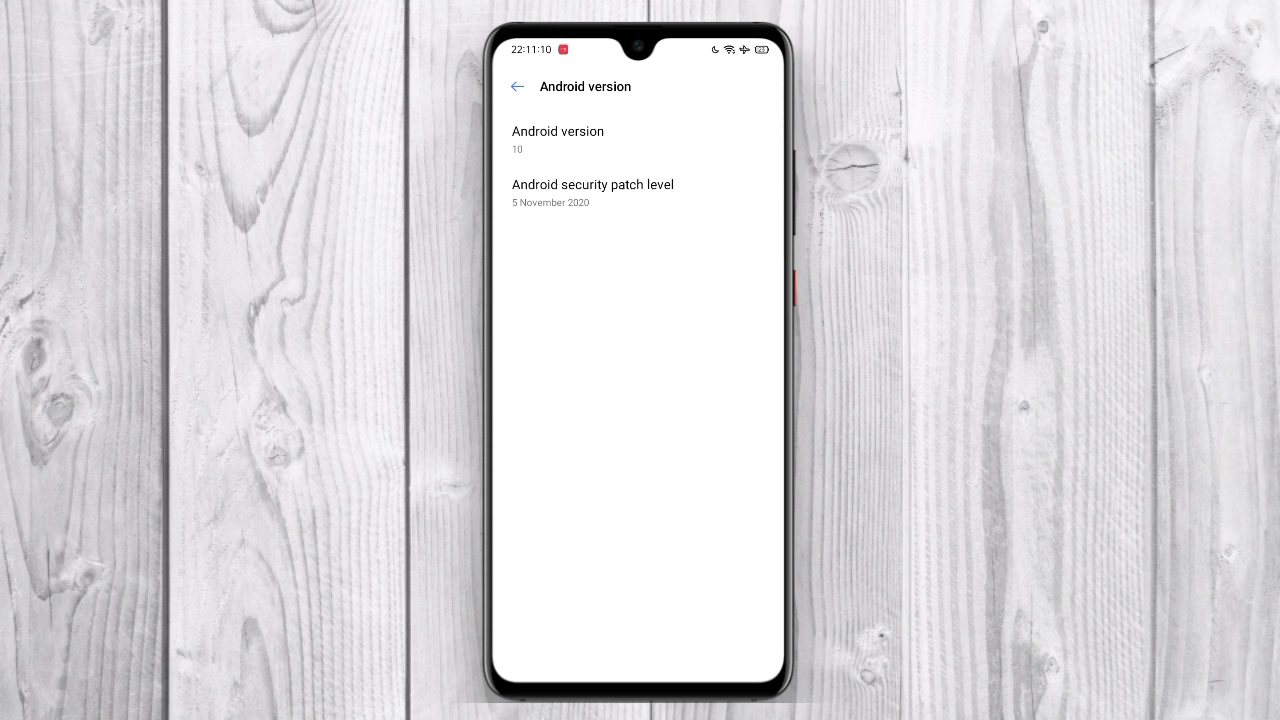 22:11:10
Android version
Android version
10
Android security patch level
5 November 2020